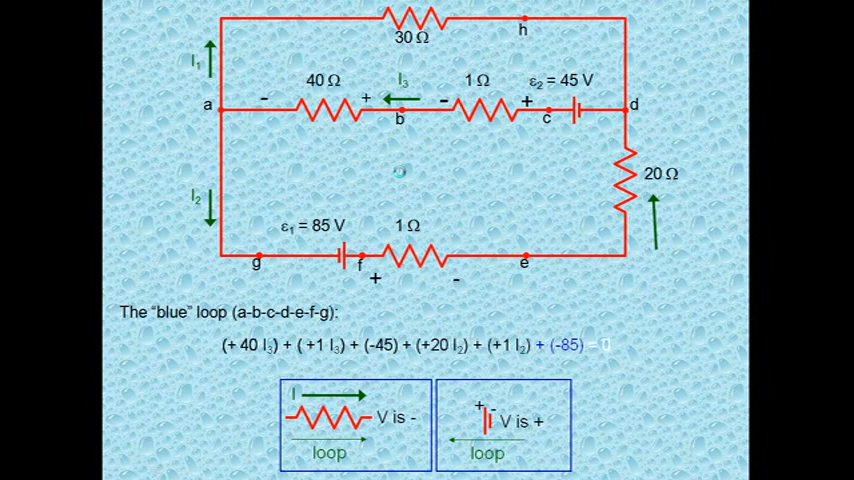 30 Ω
h
I₁
40 Ω
I₃
1 Ω
ε₂ = 45 V
a
-
+
b
-
+
c
d
20 Ω
I₂
ε₁ = 85 V
1 Ω
g
f
e
+
-
The "blue" loop (a-b-c-d-e-f-g):
(+ 40 I₃) + ( +1 I₃) + (-45) + (+20 I₂) + (+1 I₂) + (-85) = 0
I
V is -
loop
+ -
V is +
loop